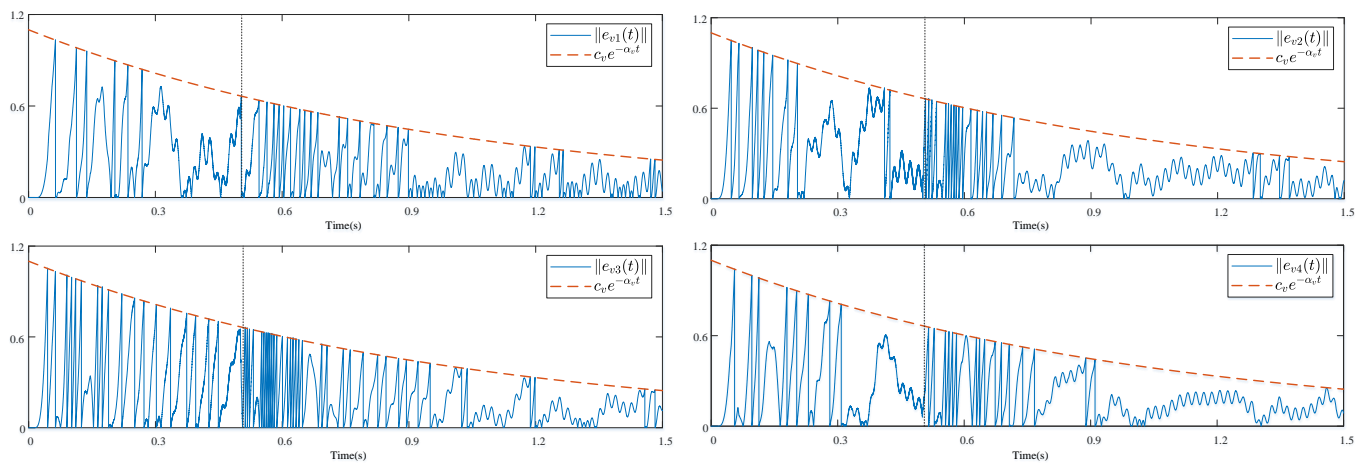 1.2
0.6
0
0 0.3 0.6 0.9 1.2 1.5
Time(s)
‖e_{v1}(t)‖
c_v e^{-α_v t}
1.2
0.6
0
0 0.3 0.6 0.9 1.2 1.5
Time(s)
‖e_{v2}(t)‖
c_v e^{-α_v t}
1.2
0.6
0
0 0.3 0.6 0.9 1.2 1.5
Time(s)
‖e_{v3}(t)‖
c_v e^{-α_v t}
1.2
0.6
0
0 0.3 0.6 0.9 1.2 1.5
Time(s)
‖e_{v4}(t)‖
c_v e^{-α_v t}